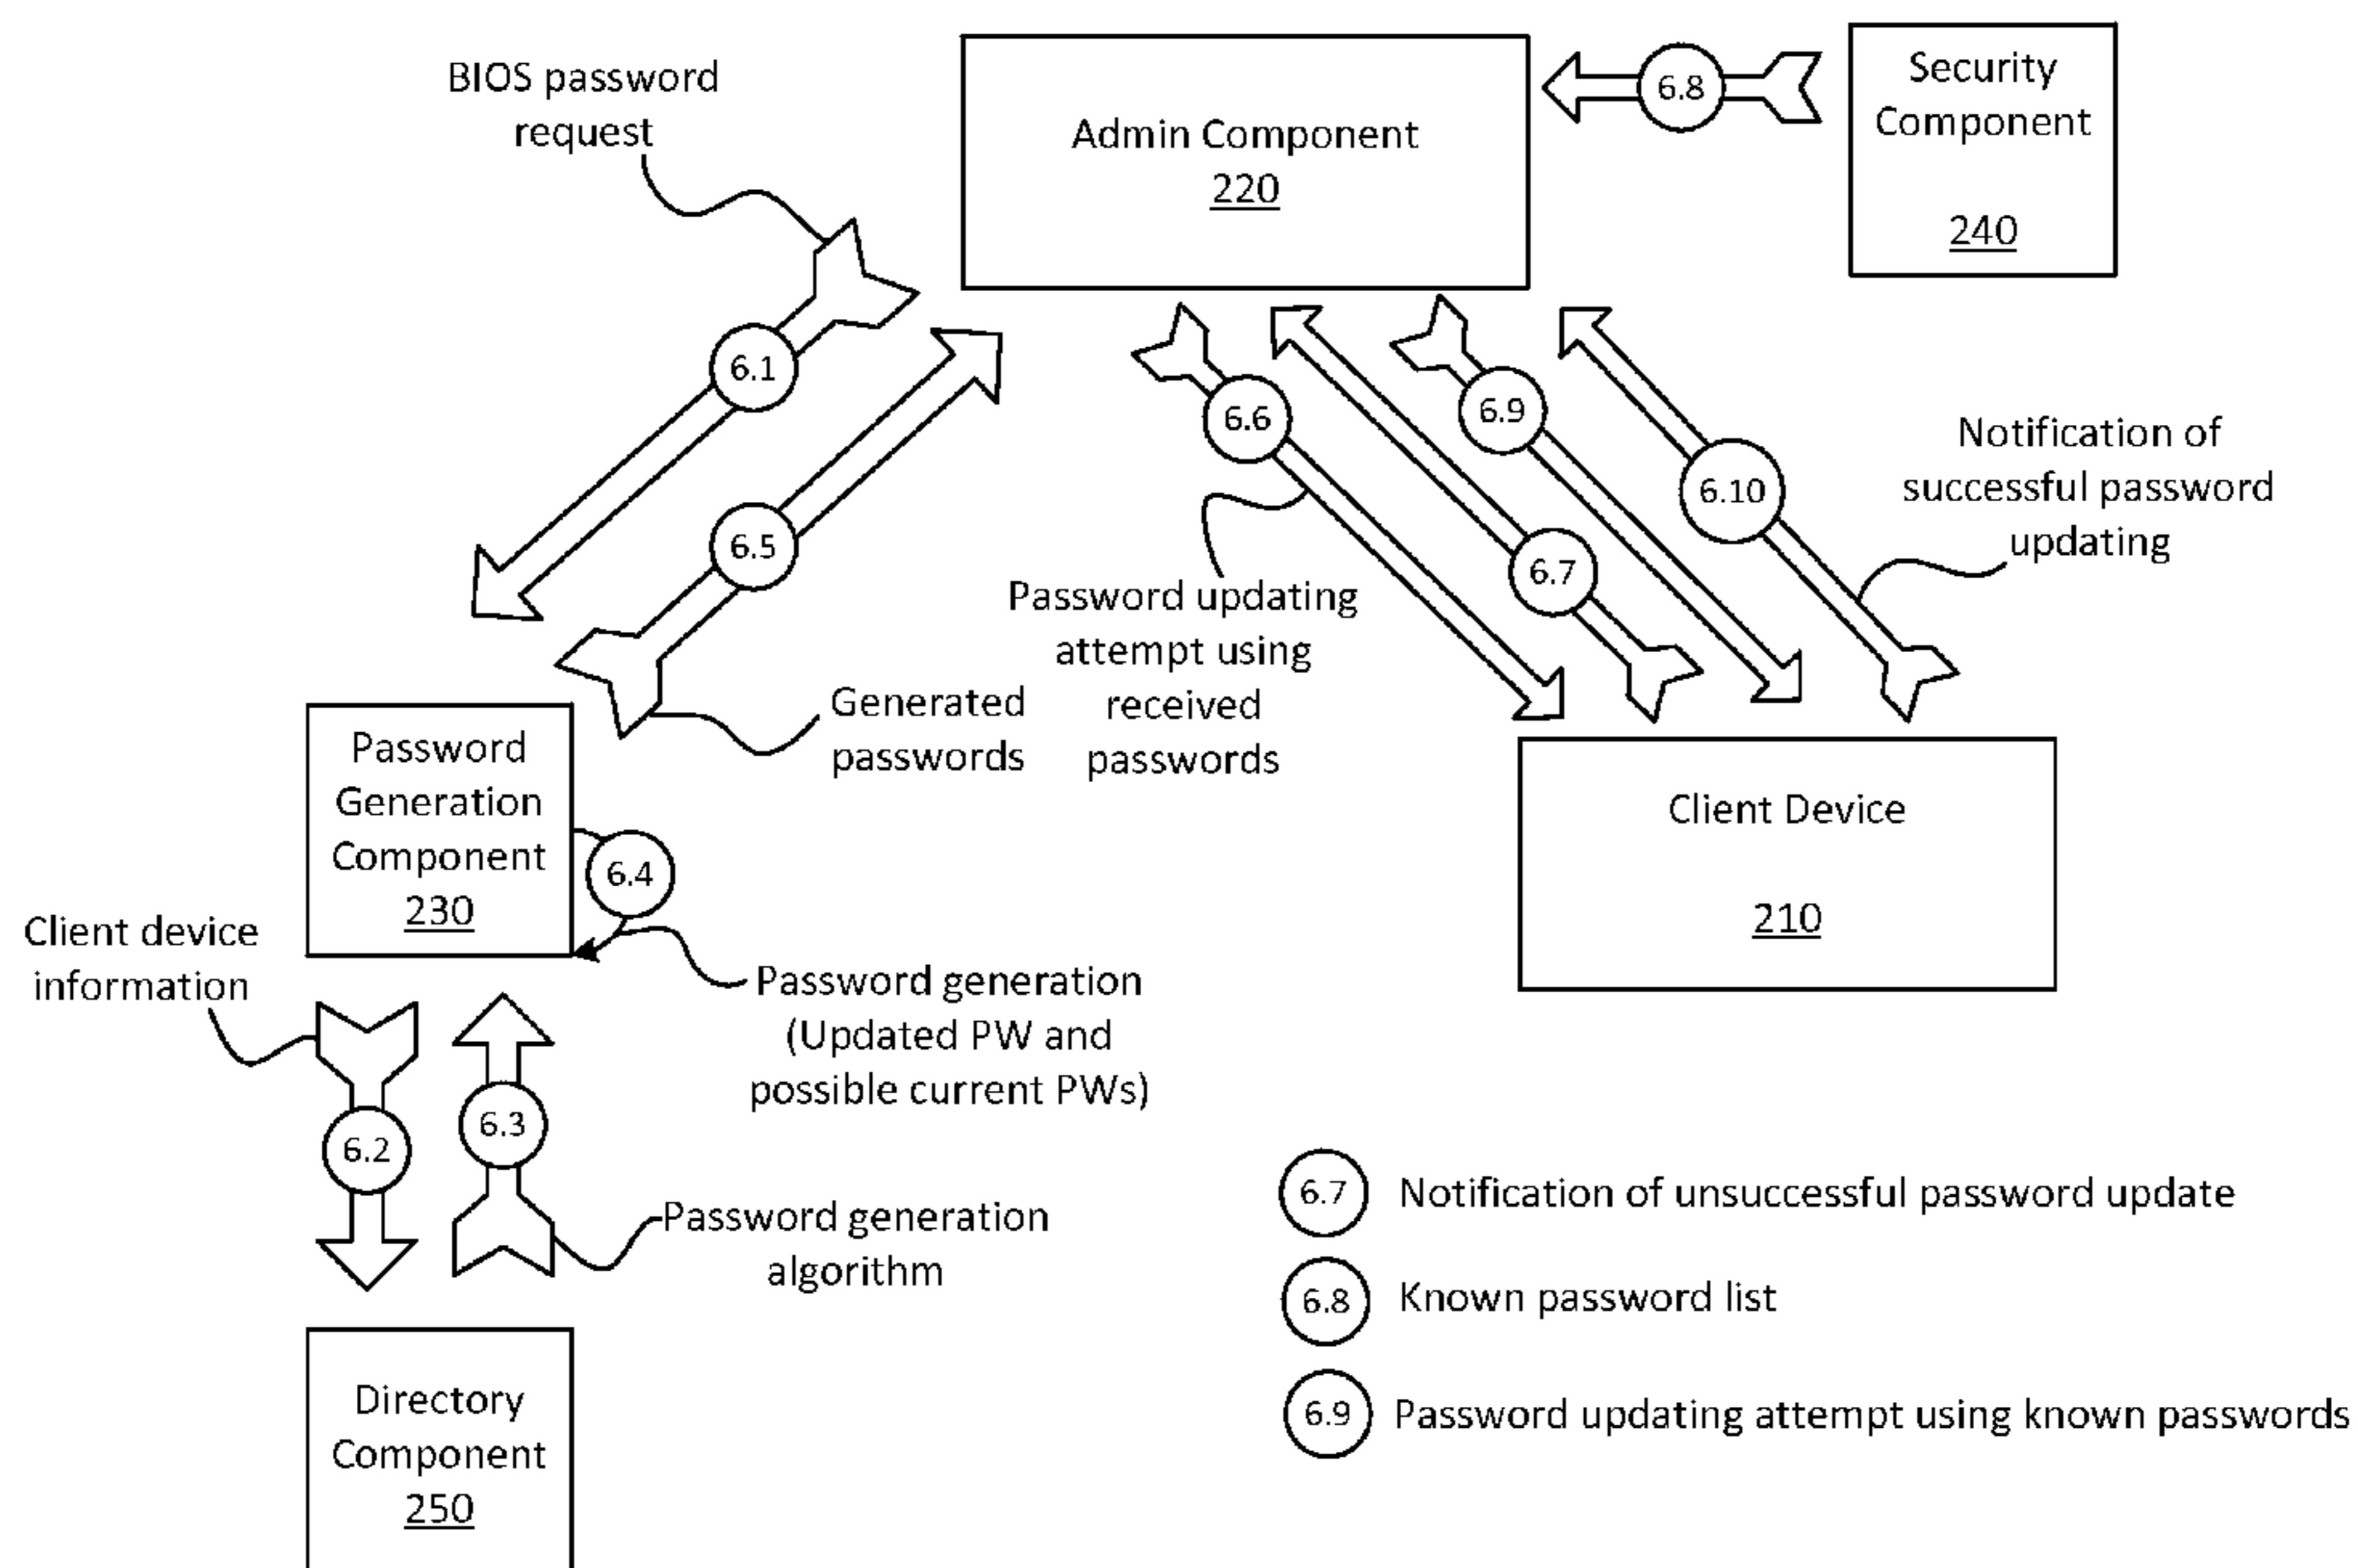 BIOS password
request
Admin Component
220
6.8
Security
Component
240
6.1
6.5
6.6
6.9
6.7
6.10
Notification of
successful password
updating
Password updating
attempt using
received
passwords
Generated
passwords
Password
Generation
Component
230
6.4
Client Device
210
Client device
information
Password generation
(Updated PW and
possible current PWs)
6.2
6.3
Password generation
algorithm
Directory
Component
250
6.7 Notification of unsuccessful password update
6.8 Known password list
6.9 Password updating attempt using known passwords